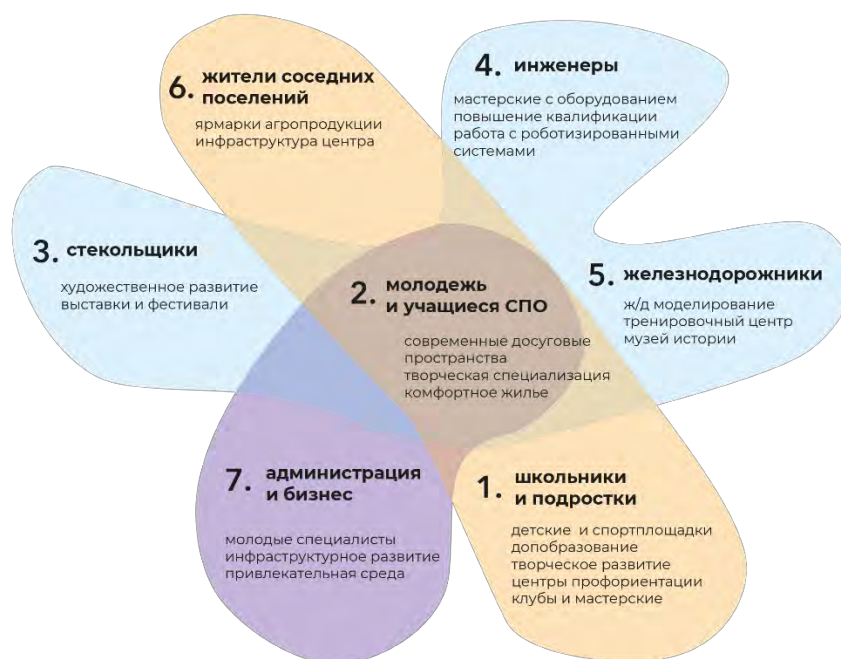 6. жители соседних
поселений
ярмарки агропродукции
инфраструктура центра
4. инженеры
мастерские с оборудованием
повышение квалификации
работа с роботизированными
системами
3. стекольщики
художественное развитие
выставки и фестивали
2. молодежь
и учащиеся СПО
современные досуговые
пространства
творческая специализация
комфортное жилье
5. железнодорожники
ж/д моделирование
тренировочный центр
музей истории
7. администрация
и бизнес
молодые специалисты
инфраструктурное развитие
привлекательная среда
1. школьники
и подростки
детские и спортплощадки
допобразование
творческое развитие
центры профориентации
клубы и мастерские